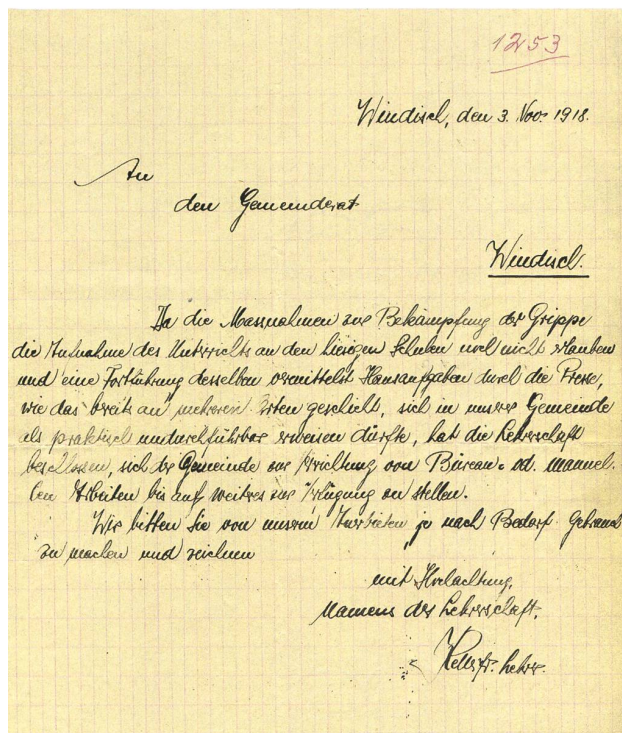 1253
Windisch, den 3. Nov. 1918.
An
den Gemeinderat
Windisch.
Da die Massnahmen zur Bekämpfung der Grippe
die Aufnahme des Unterrichts an den hiesigen Schulen noch nicht erlauben
und eine Fortführung desselben vermittelst Hausaufgaben durch die Presse,
wie das bereits an mehreren Orten geschieht, sich in unserer Gemeinde
als praktisch undurchführbar erweisen dürfte, hat die Lehrerschaft
beschlossen, sich der Gemeinde zur Verrichtung von Bureau- od. manuel-
len Arbeiten bis auf weiteres zur Verfügung zu stellen.
Wir bitten Sie von unserm Anerbieten je nach Bedarf Gebrauch
zu machen und zeichnen
mit Hochachtung,
Namens der Lehrerschaft,
Lehrer.